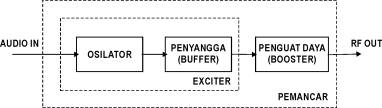 AUDIO IN
OSILATOR
PENYANGGA
(BUFFER)
PENGUAT DAYA
(BOOSTER)
RF OUT
EXCITER
PEMANCAR